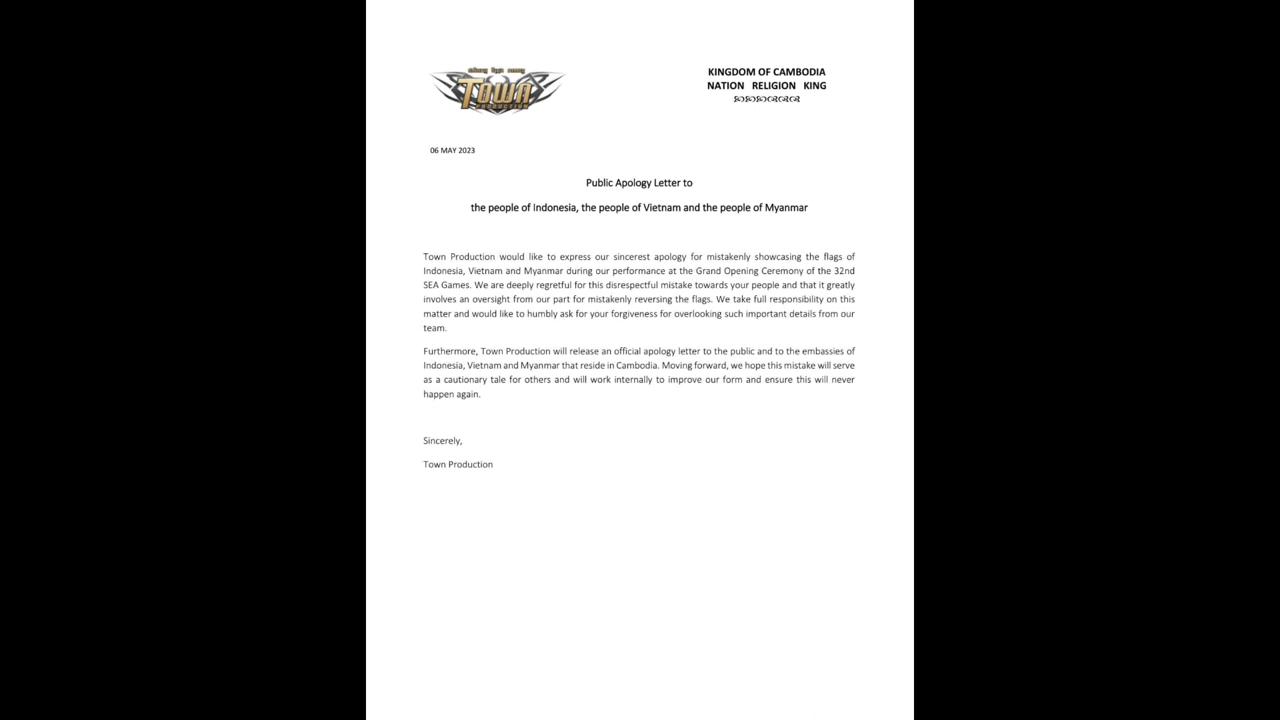 TOWN
PRODUCTION
KINGDOM OF CAMBODIA
NATION RELIGION KING
06 MAY 2023
Public Apology Letter to
the people of Indonesia, the people of Vietnam and the people of Myanmar
Town Production would like to express our sincerest apology for mistakenly showcasing the flags of
Indonesia, Vietnam and Myanmar during our performance at the Grand Opening Ceremony of the 32nd
SEA Games. We are deeply regretful for this disrespectful mistake towards your people and that it greatly
involves an oversight from our part for mistakenly reversing the flags. We take full responsibility on this
matter and would like to humbly ask for your forgiveness for overlooking such important details from our
team.
Furthermore, Town Production will release an official apology letter to the public and to the embassies of
Indonesia, Vietnam and Myanmar that reside in Cambodia. Moving forward, we hope this mistake will serve
as a cautionary tale for others and will work internally to improve our form and ensure this will never
happen again.
Sincerely,
Town Production